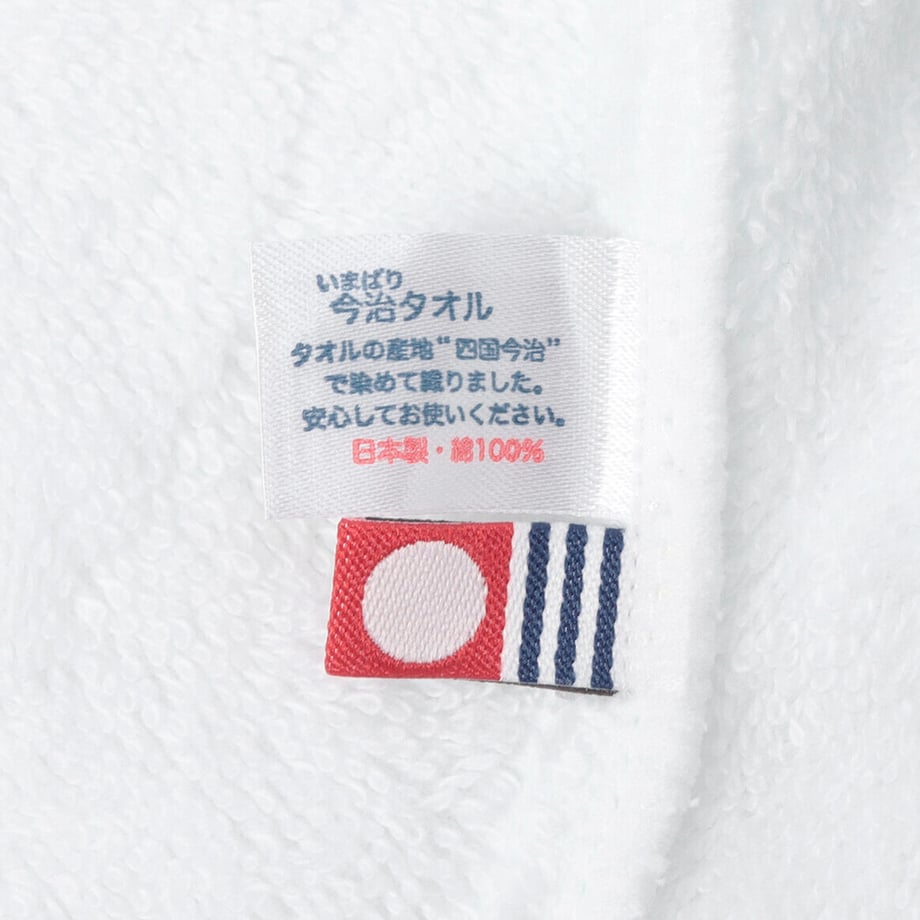 いまばり
今治タオル
タオルの産地“四国今治”
で染めて織りました。
安心してお使いください。
日本製・綿100%